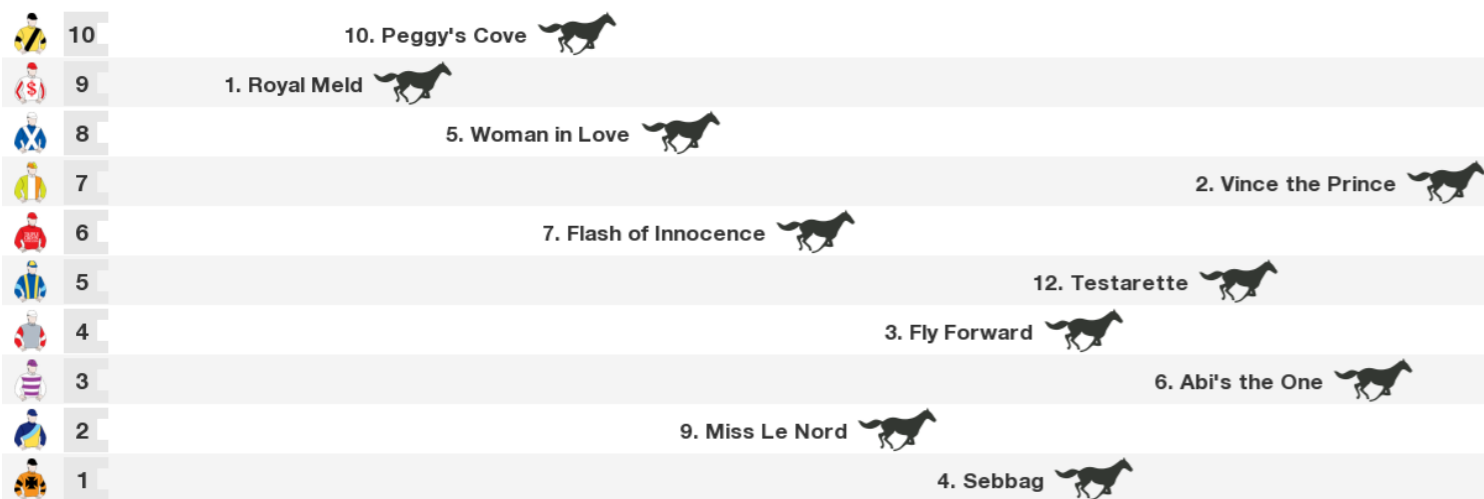 10 10. Peggy's Cove
$ 9 1. Royal Meld
8 5. Woman in Love
7 2. Vince the Prince
6 7. Flash of Innocence
5 12. Testarette
4 3. Fly Forward
3 6. Abi's the One
2 9. Miss Le Nord
1 4. Sebbag